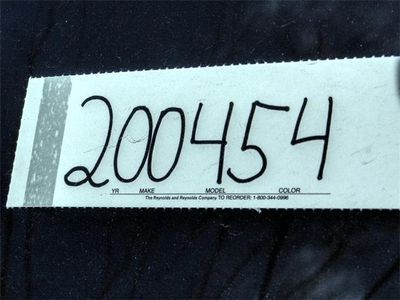 200454
YR MAKE MODEL COLOR
The Reynolds and Reynolds Company TO REORDER: 1-800-344-0996